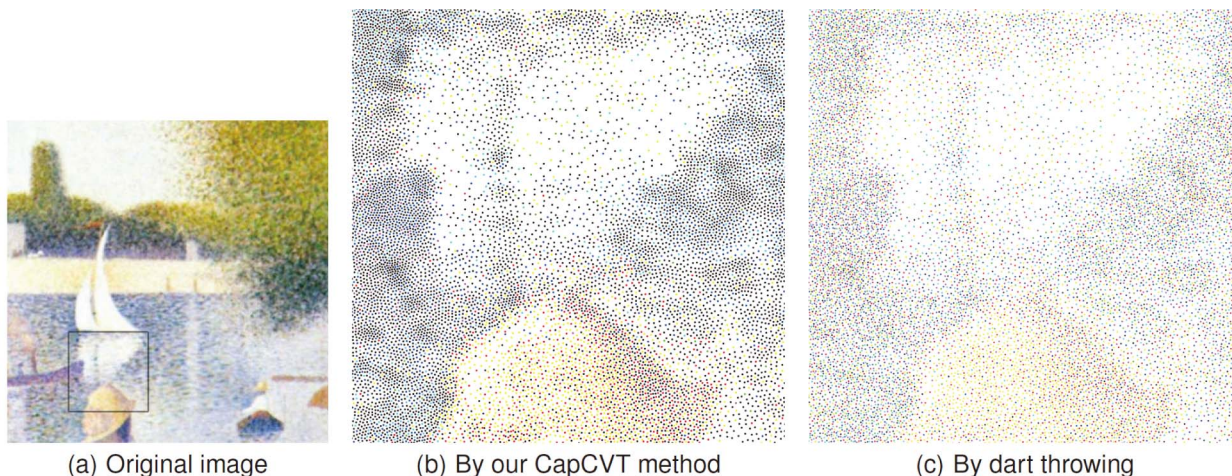 (a) Original image
(b) By our CapCVT method
(c) By dart throwing